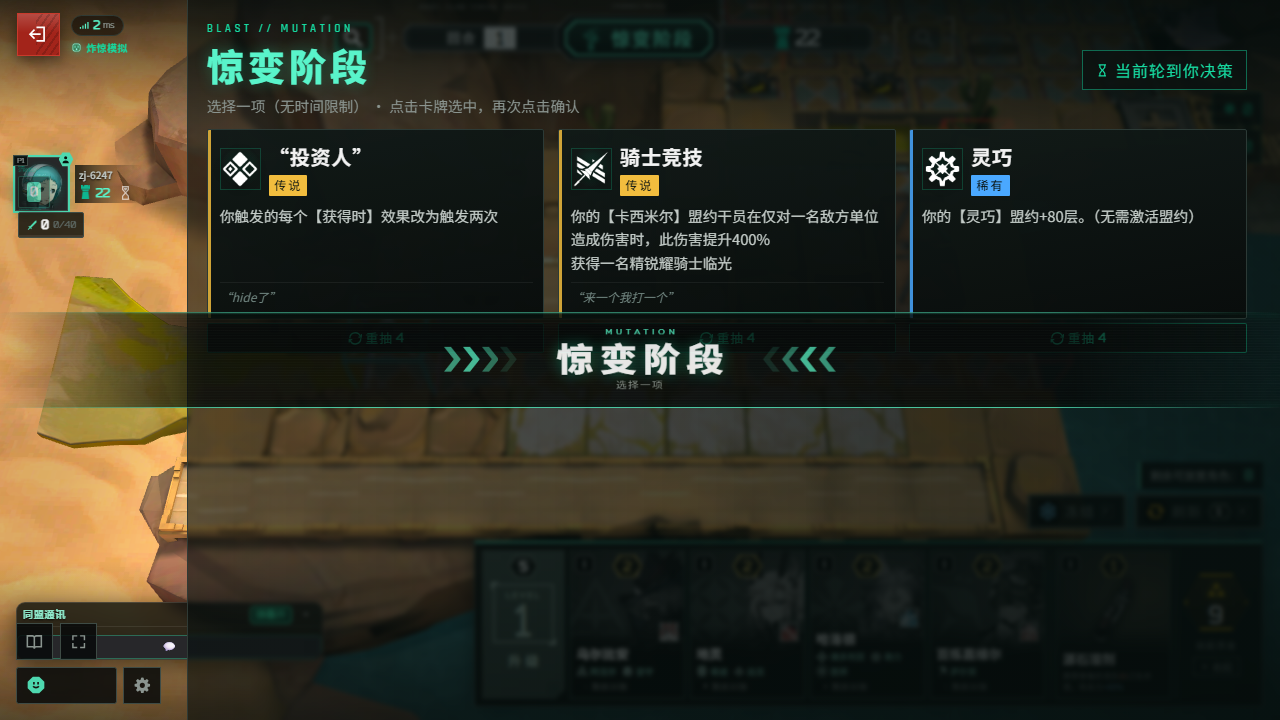 2 ms
炸惊模拟
BLAST // MUTATION
惊变阶段
选择一项（无时间限制） • 点击卡牌选中，再次点击确认
当前轮到你决策
22
惊变阶段
P1
zj-6247
22
0 0/40
“投资人”
传说
你触发的每个【获得时】效果改为触发两次
“hide了”
重抽 4
骑士竞技
传说
你的【卡西米尔】盟约干员在仅对一名敌方单位
造成伤害时，此伤害提升400%
获得一名精锐耀骑士临光
“来一个我打一个”
重抽 4
灵巧
稀有
你的【灵巧】盟约+80层。（无需激活盟约）
重抽 4
MUTATION
惊变阶段
选择一项
同盟通讯
1
9